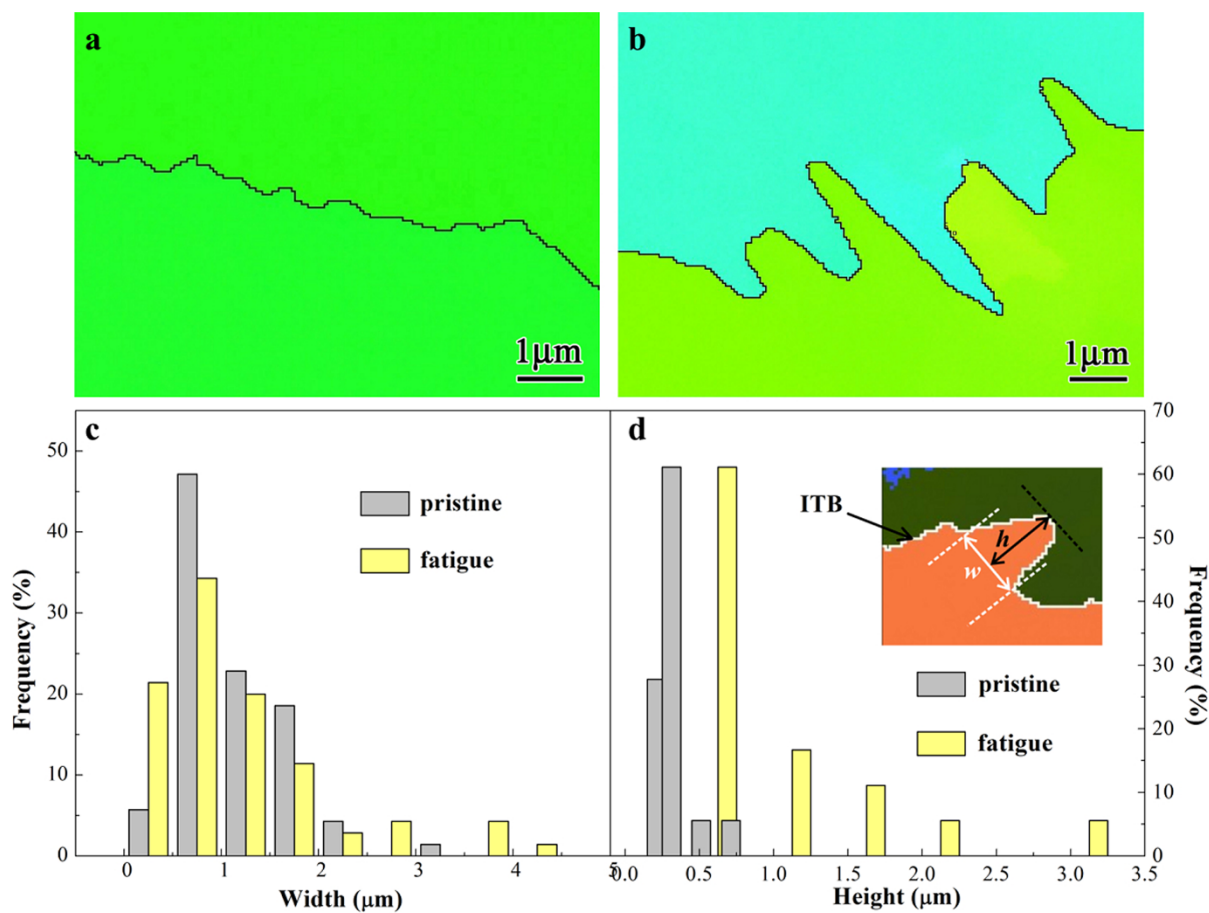 a
b
1μm
1μm
c
d
50
40
30
20
10
0
Frequency (%)
pristine
fatigue
0
1
2
3
4
5
Width (μm)
ITB
h
w
pristine
fatigue
70
60
50
40
30
20
10
0
Frequency (%)
0.0
0.5
1.0
1.5
2.0
2.5
3.0
3.5
Height (μm)